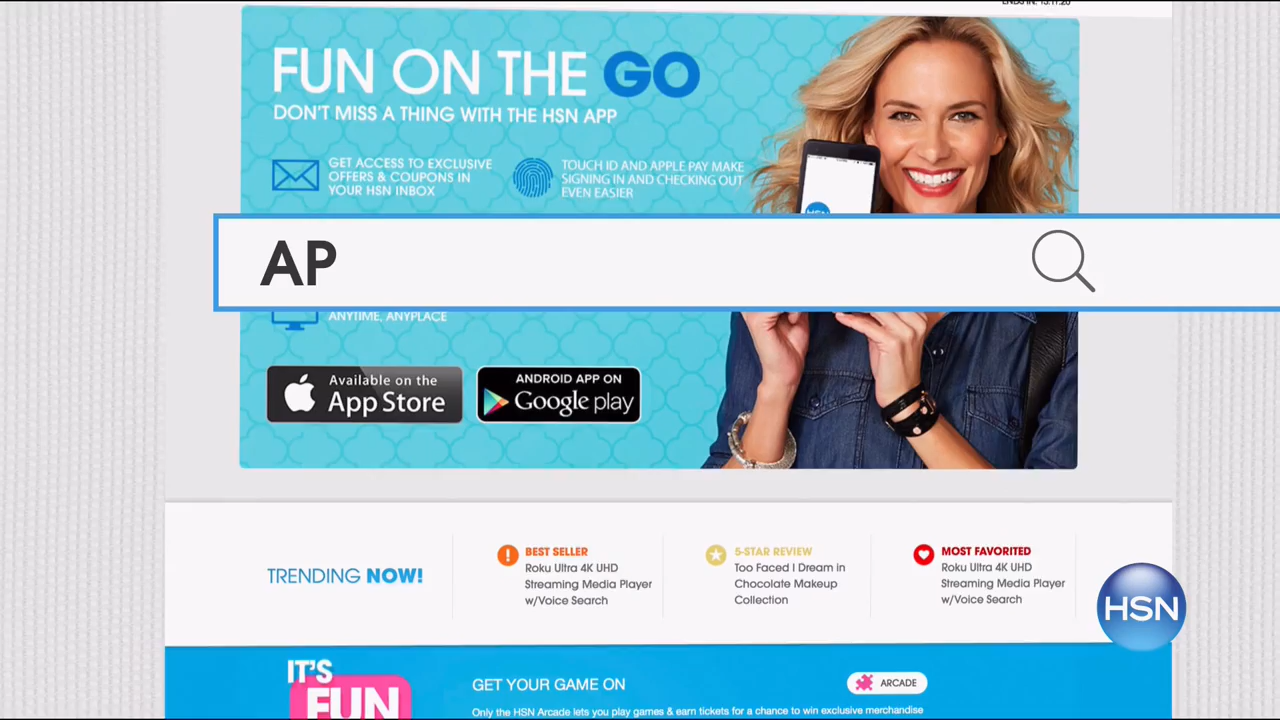 FUN ON THE GO
DON'T MISS A THING WITH THE HSN APP
GET ACCESS TO EXCLUSIVE
OFFERS & COUPONS IN
YOUR HSN INBOX
TOUCH ID AND APPLE PAY MAKE
SIGNING IN AND CHECKING OUT
EVEN EASIER
HSN
AP
ANYTIME, ANYPLACE
Available on the
App Store
ANDROID APP ON
Google play
TRENDING NOW!
BEST SELLER
Roku Ultra 4K UHD
Streaming Media Player
w/Voice Search
5-STAR REVIEW
Too Faced I Dream in
Chocolate Makeup
Collection
MOST FAVORITED
Roku Ultra 4K UHD
Streaming Media Player
w/Voice Search
HSN
IT'S
FUN
GET YOUR GAME ON
ARCADE
Only the HSN Arcade lets you play games & earn tickets for a chance to win exclusive merchandise